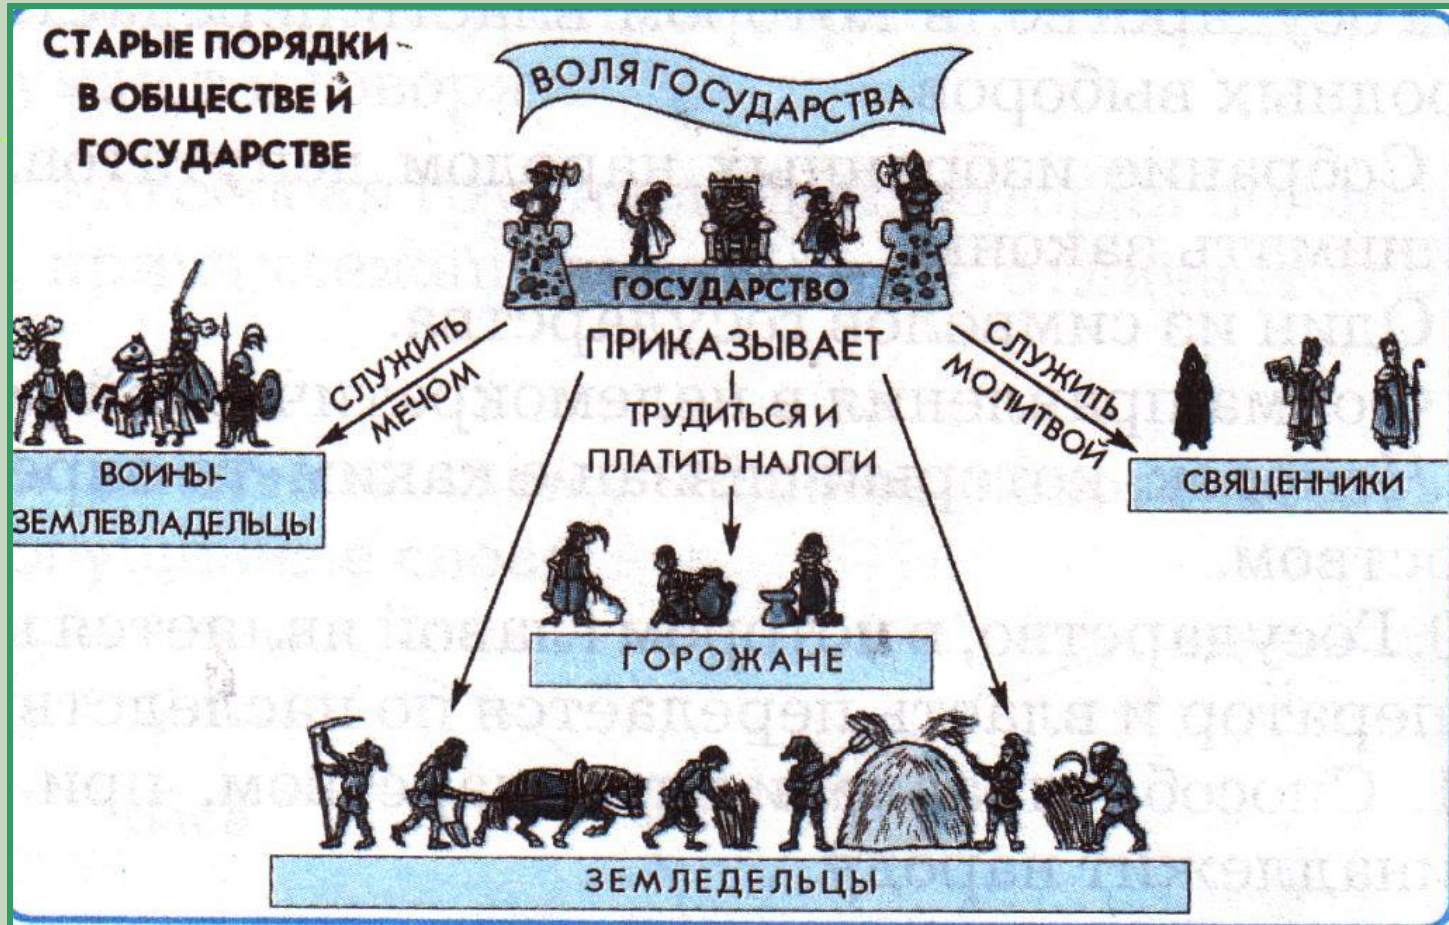 СТАРЫЕ ПОРЯДКИ
В ОБЩЕСТВЕ И
ГОСУДАРСТВЕ
ВОЛЯ ГОСУДАРСТВА
ГОСУДАРСТВО
ПРИКАЗЫВАЕТ
СЛУЖИТЬ
МЕЧОМ
ТРУДИТЬСЯ И
ПЛАТИТЬ НАЛОГИ
СЛУЖИТЬ
МОЛИТВОЙ
ВОИНЫ-
ЗЕМЛЕВЛАДЕЛЬЦЫ
СВЯЩЕННИКИ
ГОРОЖАНЕ
ЗЕМЛЕДЕЛЬЦЫ